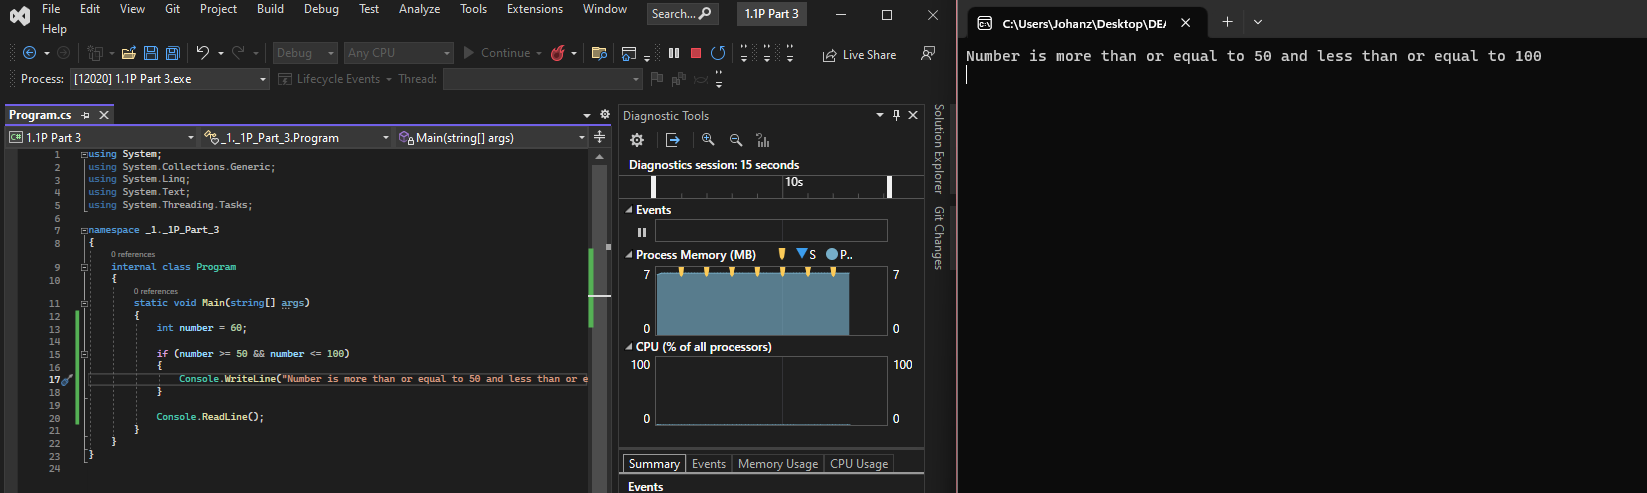 File Edit View Git Project Build Debug Test Analyze Tools Extensions Window Search... 1.1P Part 3
Help
Debug Any CPU Continue Live Share
Process: [12020] 1.1P Part 3.exe Lifecycle Events Thread:
Program.cs
C# 1.1P Part 3 _1._1P_Part_3.Program Main(string[] args)
1 using System;
2 using System.Collections.Generic;
3 using System.Linq;
4 using System.Text;
5 using System.Threading.Tasks;
6
7 namespace _1._1P_Part_3
8 {
0 references
9 internal class Program
10 {
0 references
11 static void Main(string[] args)
12 {
13 int number = 60;
14
15 if (number >= 50 && number <= 100)
16 {
17 Console.WriteLine("Number is more than or equal to 50 and less than or e
18 }
19
20 Console.ReadLine();
21 }
22 }
23 }
24
Diagnostic Tools
Diagnostics session: 15 seconds
10s
Events
Process Memory (MB) S P..
7 7
0 0
CPU (% of all processors)
100 100
0 0
Summary Events Memory Usage CPU Usage
Events
Solution Explorer
Git Changes
C:\Users\Johanz\Desktop\DEA
Number is more than or equal to 50 and less than or equal to 100